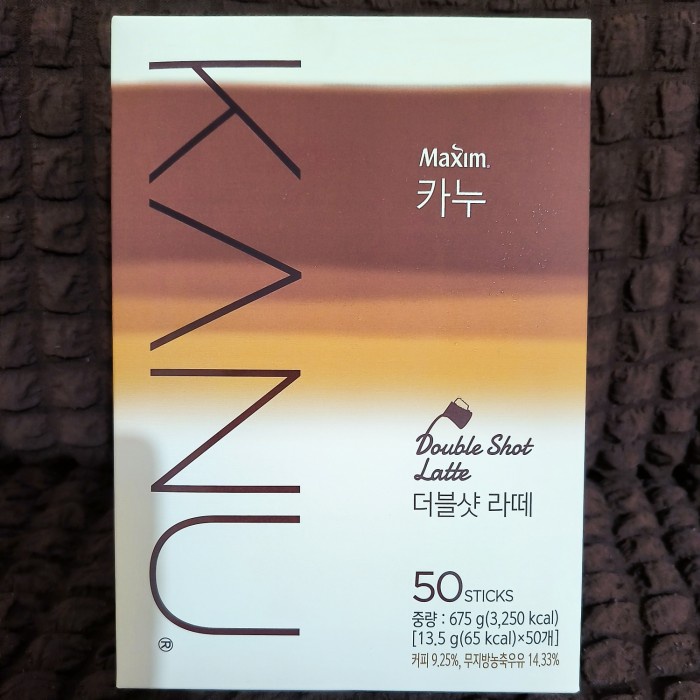 KANU®
Maxim®
카누
Double Shot
Latte
더블샷 라떼
50 STICKS
중량 : 675 g(3,250 kcal)
[13.5 g(65 kcal)×50개]
커피 9.25%, 무지방농축우유 14.33%